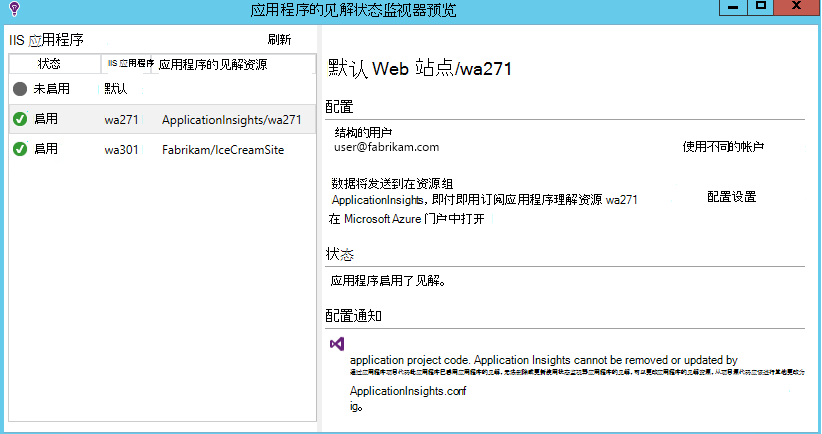 应用程序的见解状态监视器预览
IIS 应用程序
刷新
状态
IIS 应用程序
应用程序的见解资源
未启用
默认
启用
wa271
ApplicationInsights/wa271
启用
wa301
Fabrikam/IceCreamSite
默认 Web 站点/wa271
配置
结构的用户
user@fabrikam.com
使用不同的帐户
数据将发送到在资源组
ApplicationInsights, 即付即用订阅应用程序理解资源 wa271
配置设置
在 Microsoft Azure 门户中打开
状态
应用程序启用了见解。
配置通知
application project code. Application Insights cannot be removed or updated by
ApplicationInsights.conf
ig。